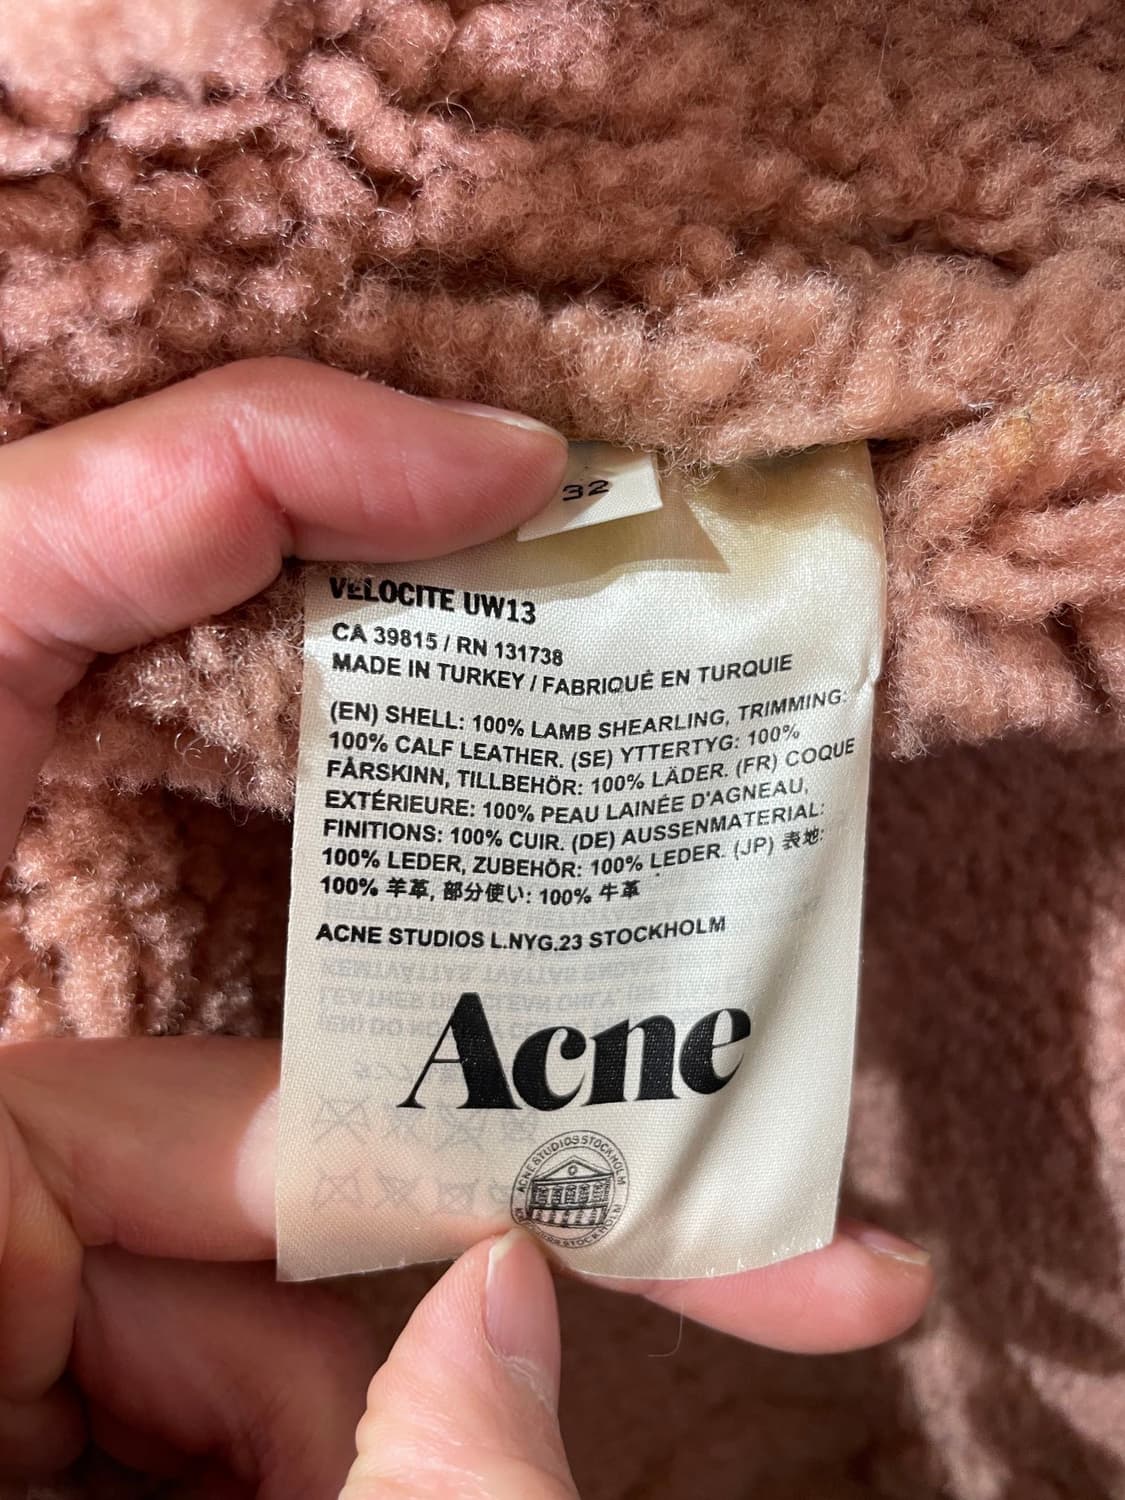 32
VELOCITE UW13
CA 39815 / RN 131738
MADE IN TURKEY / FABRIQUÉ EN TURQUIE
(EN) SHELL: 100% LAMB SHEARLING, TRIMMING:
100% CALF LEATHER. (SE) YTTERTYG: 100%
FÅRSKINN, TILLBEHÖR: 100% LÄDER. (FR) COQUE
EXTÉRIEURE: 100% PEAU LAINÉE D'AGNEAU,
FINITIONS: 100% CUIR. (DE) AUSSENMATERIAL:
100% LEDER, ZUBEHÖR: 100% LEDER. (JP) 表地:
100% 羊革, 部分使い: 100% 牛革
ACNE STUDIOS L.NYG.23 STOCKHOLM
Acne
ACNE STUDIOS STOCKHOLM